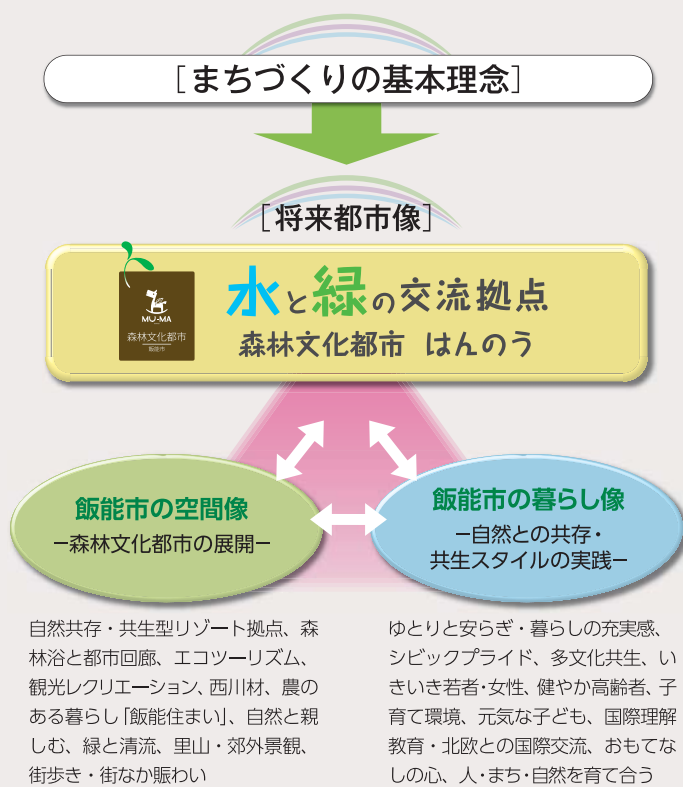 ［まちづくりの基本理念］
［将来都市像］
水と緑の交流拠点
MU-MA
森林文化都市
飯能市
森林文化都市 はんのう
飯能市の空間像
ー森林文化都市の展開ー
飯能市の暮らし像
ー自然との共存・
共生スタイルの実践ー
自然共存・共生型リゾート拠点、森
林浴と都市回廊、エコツーリズム、
観光レクリエーション、西川材、農の
ある暮らし「飯能住まい」、自然と親
しむ、緑と清流、里山・郊外景観、
街歩き・街なか賑わい
ゆとりと安らぎ・暮らしの充実感、
シビックプライド、多文化共生、い
きいき若者・女性、健やか高齢者、子
育て環境、元気な子ども、国際理解
教育・北欧との国際交流、おもてな
しの心、人・まち・自然を育て合う